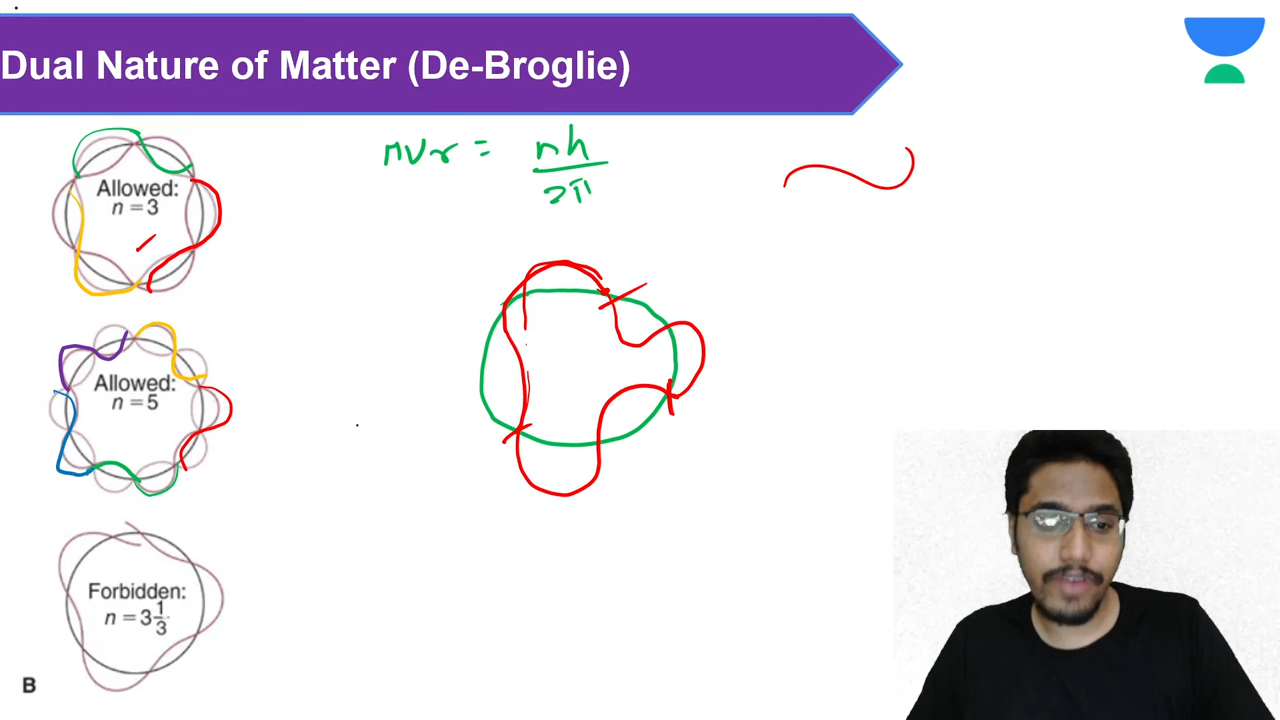 Dual Nature of Matter (De-Broglie)
mvr = nh/2π
Allowed:
n = 3
Allowed:
n = 5
Forbidden:
n = 3 1/3
B